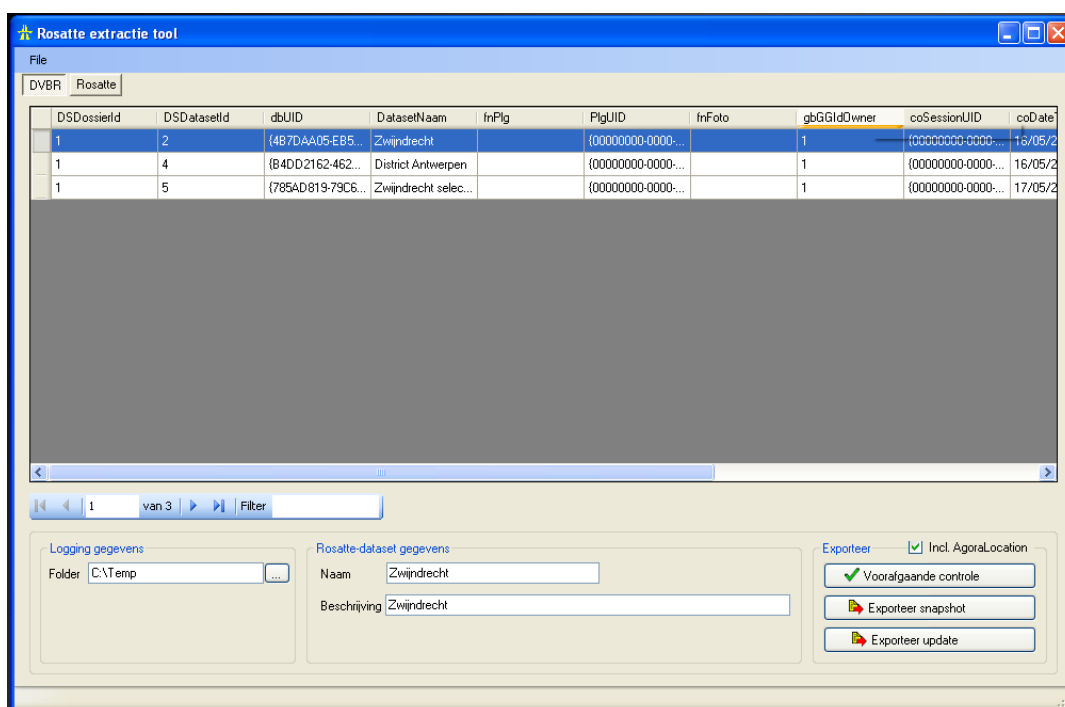 Rosatte extractie tool
File
DVBR Rosatte
DSDossierId DSDatasetId dbUID DatasetNaam fnPlg PlgUID fnFoto gbGGIdOwner coSessionUID coDateT
1 2 {4B7DAA05-EB5... Zwijndrecht {00000000-0000-... 1 {00000000-0000-... 16/05/2
1 4 {B4DD2162-462... District Antwerpen {00000000-0000-... 1 {00000000-0000-... 16/05/2
1 5 {785AD819-79C6... Zwijndrecht selec... {00000000-0000-... 1 {00000000-0000-... 17/05/2
1 van 3 Filter
Logging gegevens Rosatte-dataset gegevens Exporteer Incl. AgoraLocation
Folder C:\Temp ... Naam Zwijndrecht Voorafgaande controle
Beschrijving Zwijndrecht Exporteer snapshot
Exporteer update